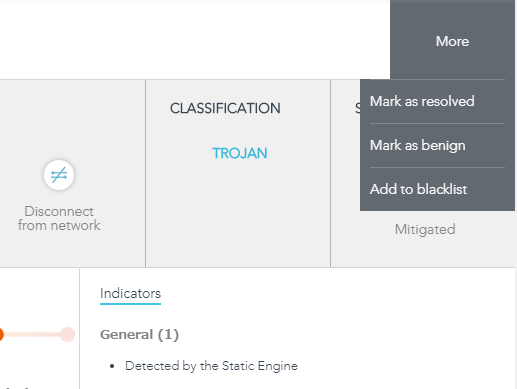 More
Mark as resolved
Mark as benign
Add to blacklist
CLASSIFICATION
TROJAN
Disconnect
from network
Mitigated
Indicators
General (1)
Detected by the Static Engine